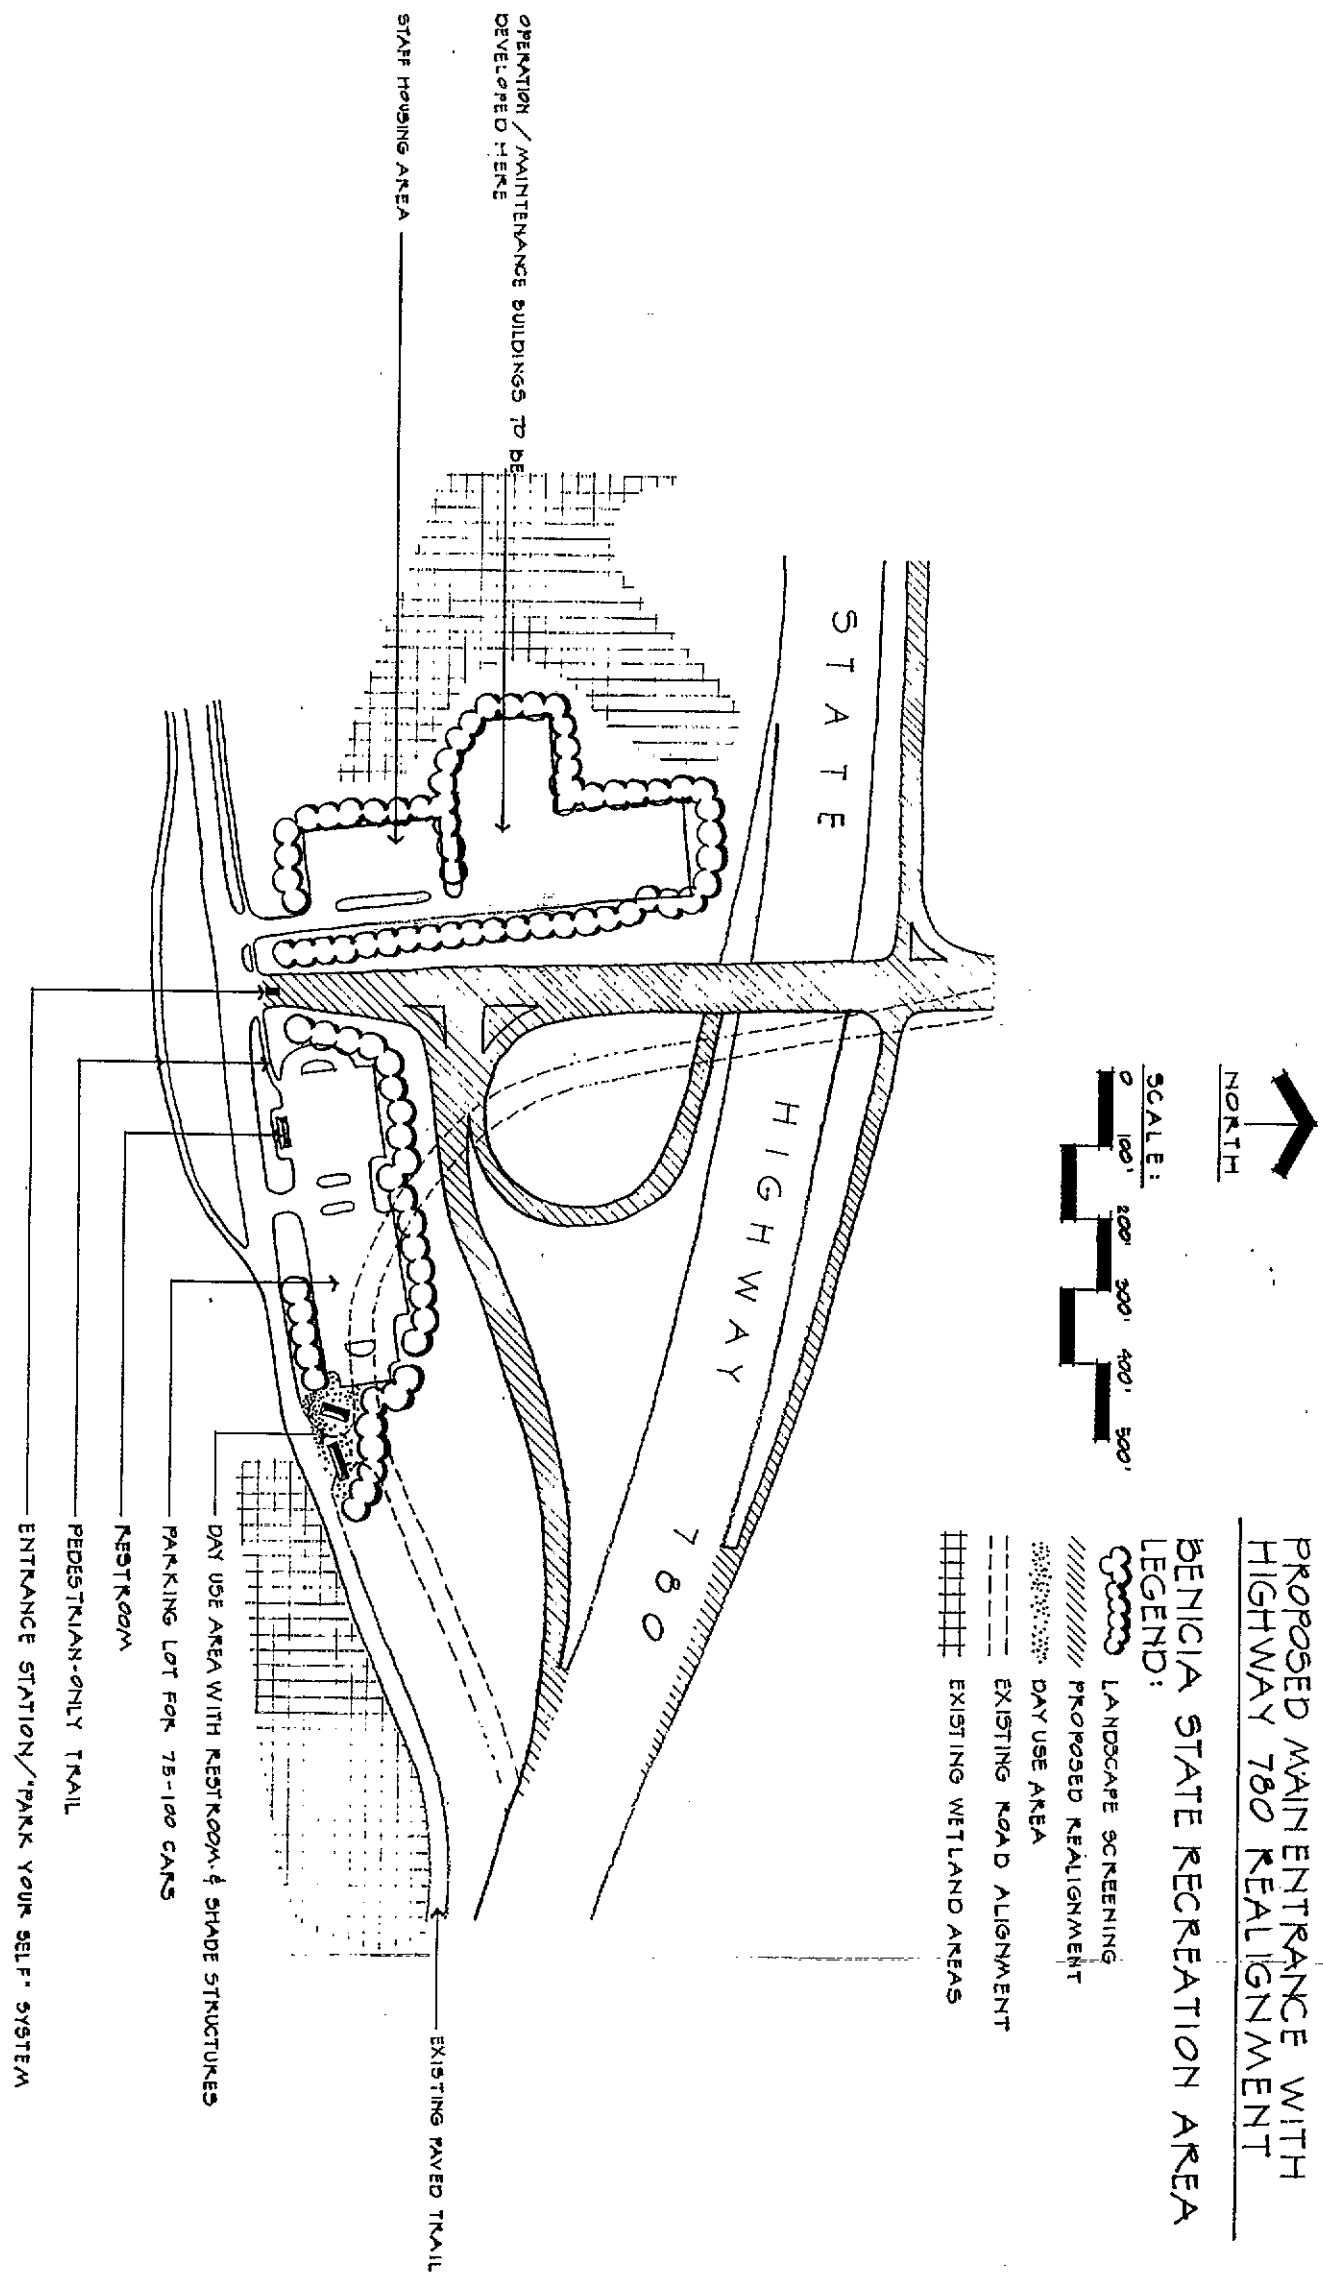 PROPOSED MAIN ENTRANCE WITH
HIGHWAY 780 REALIGNMENT
BENICIA STATE RECREATION AREA
LEGEND:
LANDSCAPE SCREENING
PROPOSED REALIGNMENT
DAY USE AREA
EXISTING ROAD ALIGNMENT
EXISTING WETLAND AREAS
NORTH
SCALE:
0 100' 200' 300' 400' 500'
STATE HIGHWAY 780
OPERATION / MAINTENANCE BUILDINGS TO BE
DEVELOPED HERE
STAFF HOUSING AREA
EXISTING PAVED TRAIL
DAY USE AREA WITH RESTROOM & SHADE STRUCTURES
PARKING LOT FOR 75-100 CARS
RESTROOM
PEDESTRIAN-ONLY TRAIL
ENTRANCE STATION/"PARK YOUR SELF" SYSTEM